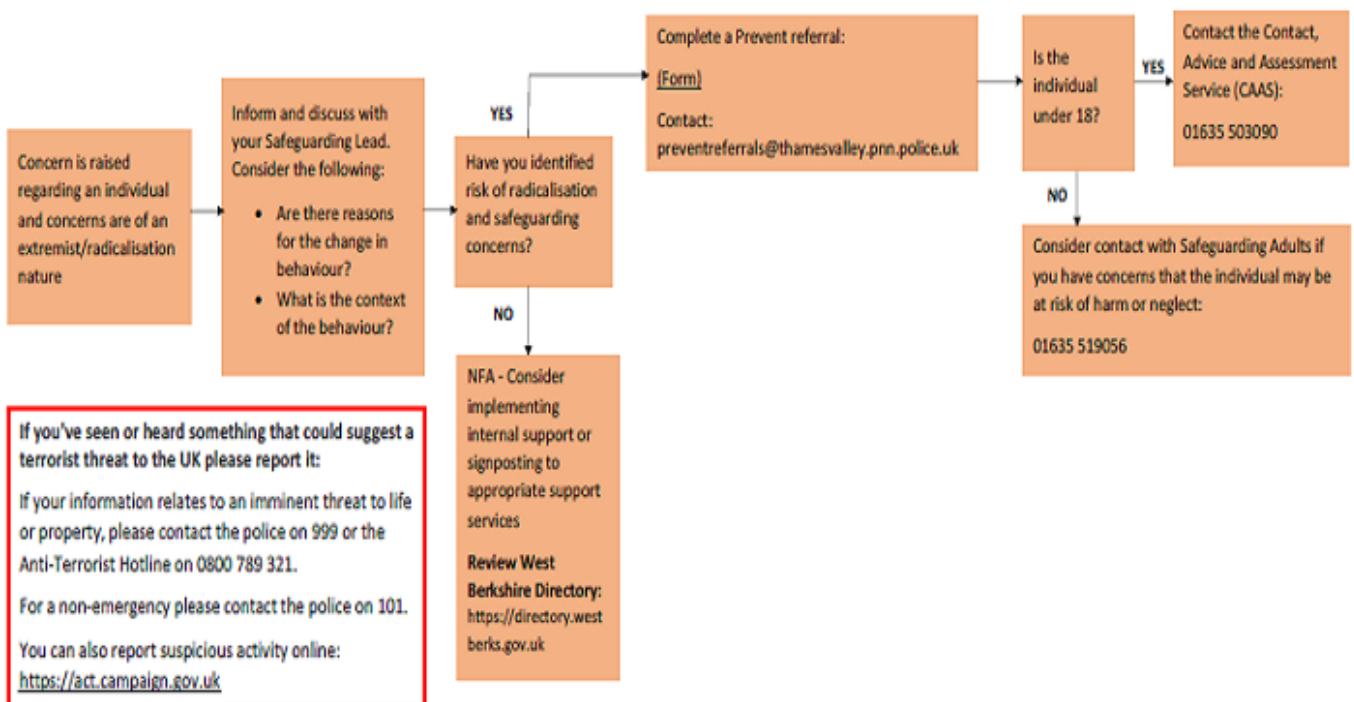 Concern is raised
regarding an individual
and concerns are of an
extremist/radicalisation
nature
Inform and discuss with
your Safeguarding Lead.
Consider the following:
• Are there reasons
for the change in
behaviour?
• What is the context
of the behaviour?
Have you identified
risk of radicalisation
and safeguarding
concerns?
YES
Complete a Prevent referral:
(Form)
Contact:
preventreferrals@thamesvalley.pnn.police.uk
Is the
individual
under 18?
YES
Contact the Contact,
Advice and Assessment
Service (CAAS):
01635 503090
NO
Consider contact with Safeguarding Adults if
you have concerns that the individual may be
at risk of harm or neglect:
01635 519056
NO
NFA - Consider
implementing
internal support or
signposting to
appropriate support
services
Review West
Berkshire Directory:
https://directory.west
berks.gov.uk
If you've seen or heard something that could suggest a
terrorist threat to the UK please report it:
If your information relates to an imminent threat to life
or property, please contact the police on 999 or the
Anti-Terrorist Hotline on 0800 789 321.
For a non-emergency please contact the police on 101.
You can also report suspicious activity online:
https://act.campaign.gov.uk